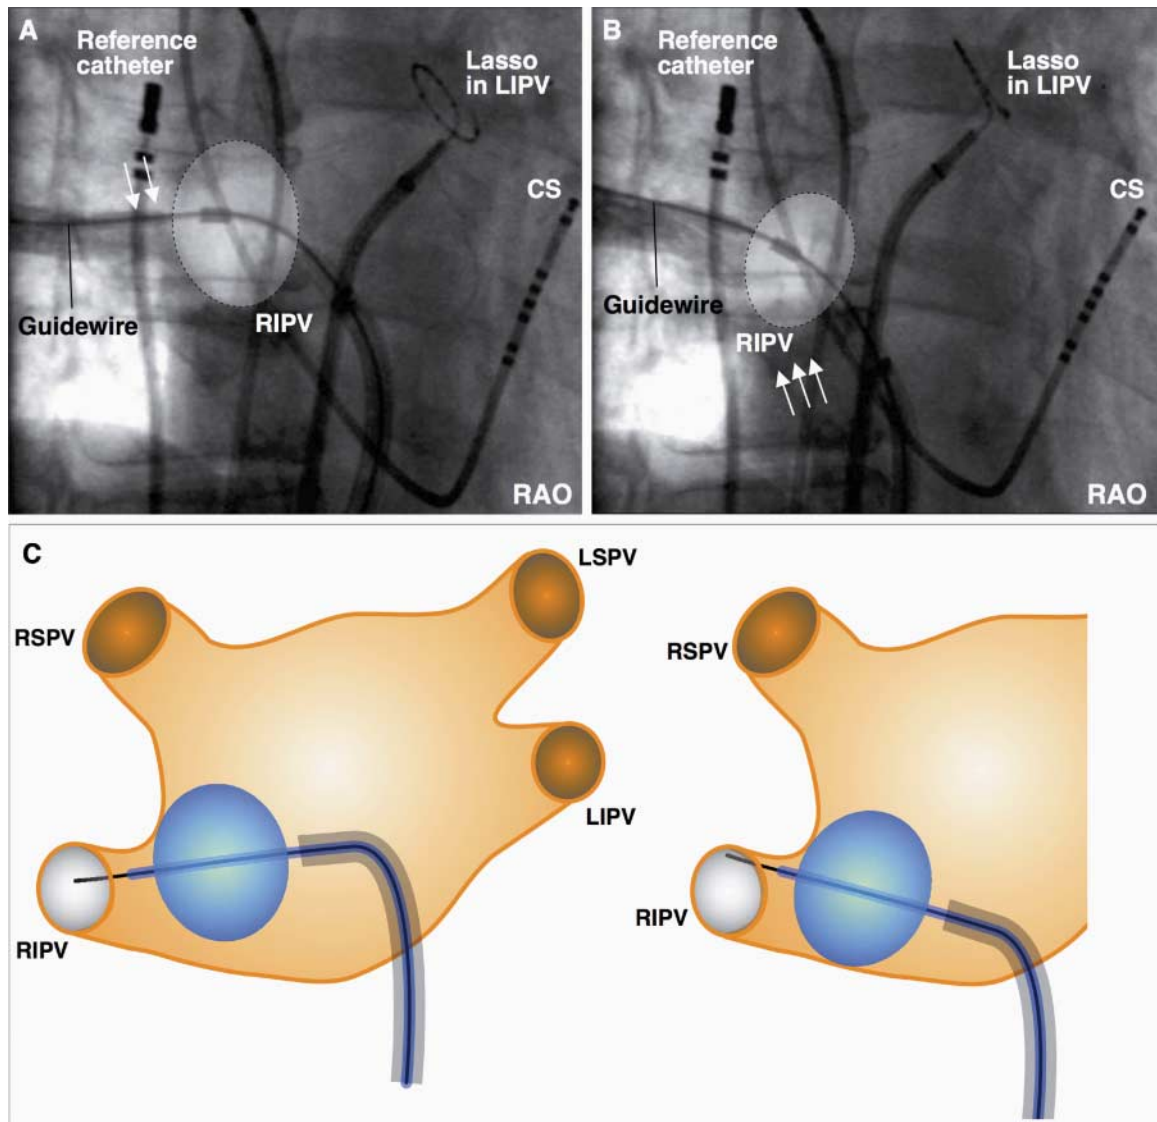 A
Reference
catheter
Lasso
in LIPV
CS
Guidewire
RIPV
RAO
B
Reference
catheter
Lasso
in LIPV
CS
Guidewire
RIPV
RAO
C
LSPV
RSPV
LIPV
RIPV
RSPV
RIPV